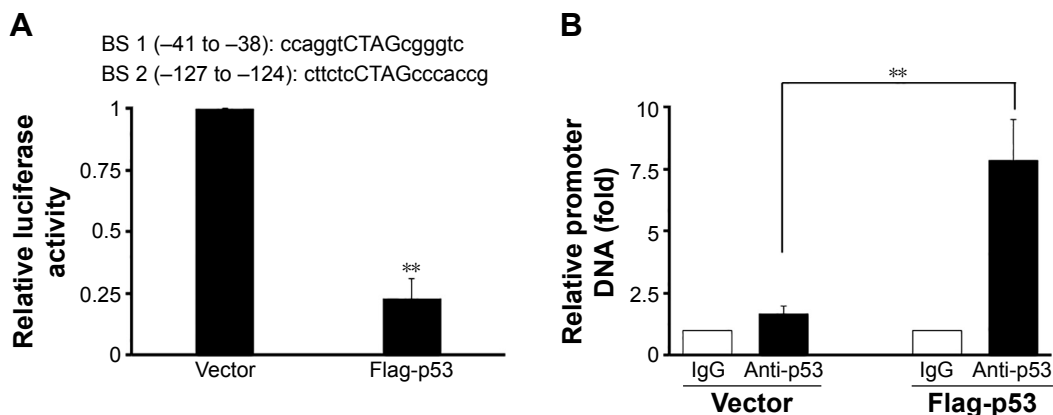 A
BS 1 (–41 to –38): ccaggtCTAGcgggtc
BS 2 (–127 to –124): cttctcCTAGcccaccg
Relative luciferase
activity
1
0.75
0.5
0.25
0
**
Vector
Flag-p53
B
**
Relative promoter
DNA (fold)
10
7.5
5
2.5
0
IgG Anti-p53
IgG Anti-p53
Vector
Flag-p53